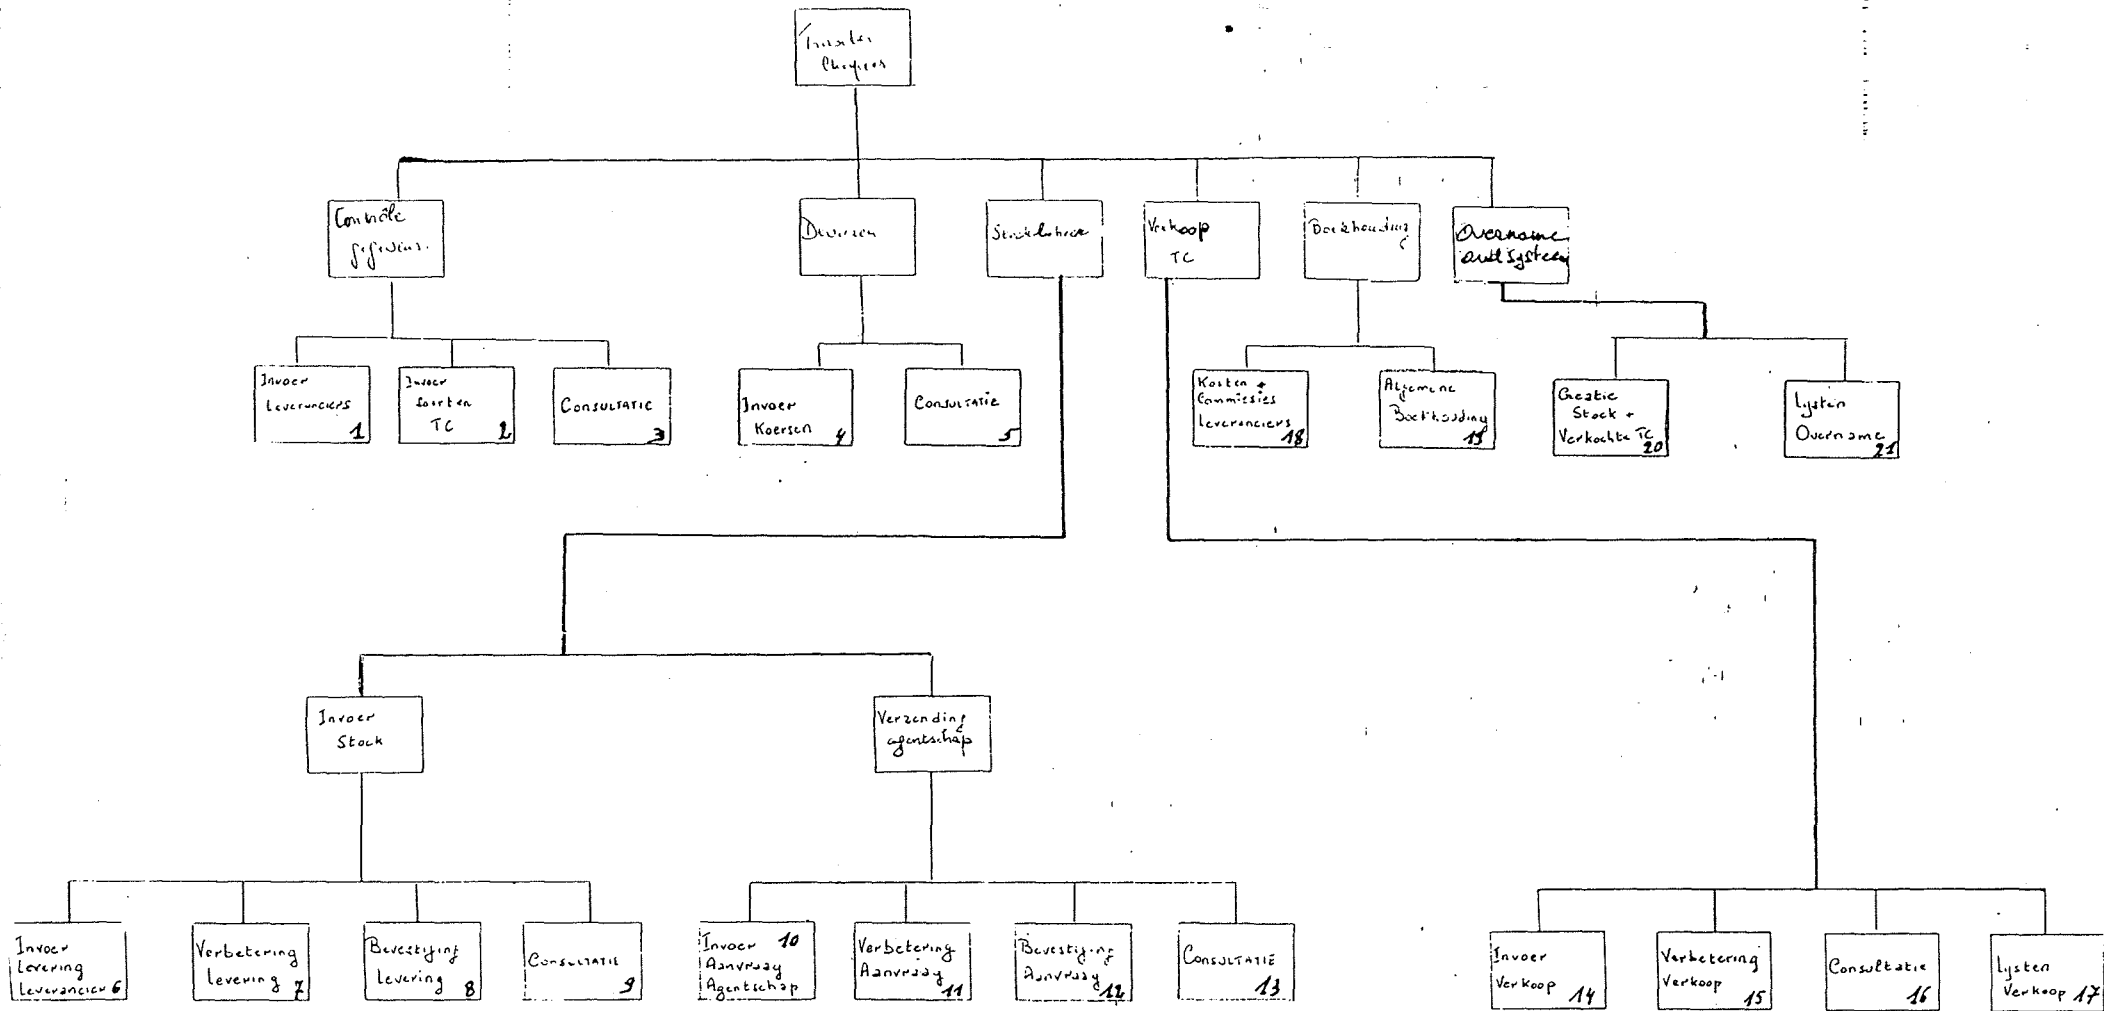 Traveller
Cheques
Contrôle
gegevens.
Deviezen
Stockbeheer
Verkoop
TC
Boekhouding
Overname
oud systeem
Invoer
Leveranciers
1
Invoer
soorten
TC 2
CONSULTATIE
3
Invoer
Koersen 4
CONSULTATIE
5
Kosten +
Commissies
Leveranciers
18
Algemene
Boekhouding
19
Creatie
Stock +
Verkochte TC
20
Lysten
Overname
21
Invoer
Stock
Verzending
agentschap
Invoer
Levering
Leverancier 6
Verbetering
Levering 7
Bevestiging
Levering 8
CONSULTATIE
9
Invoer 10
Aanvraag
Agentschap
Verbetering
Aanvraag
11
Bevestiging
Aanvraag
12
CONSULTATIE
13
Invoer
Verkoop 14
Verbetering
Verkoop 15
Consultatie
16
Lysten
Verkoop 17